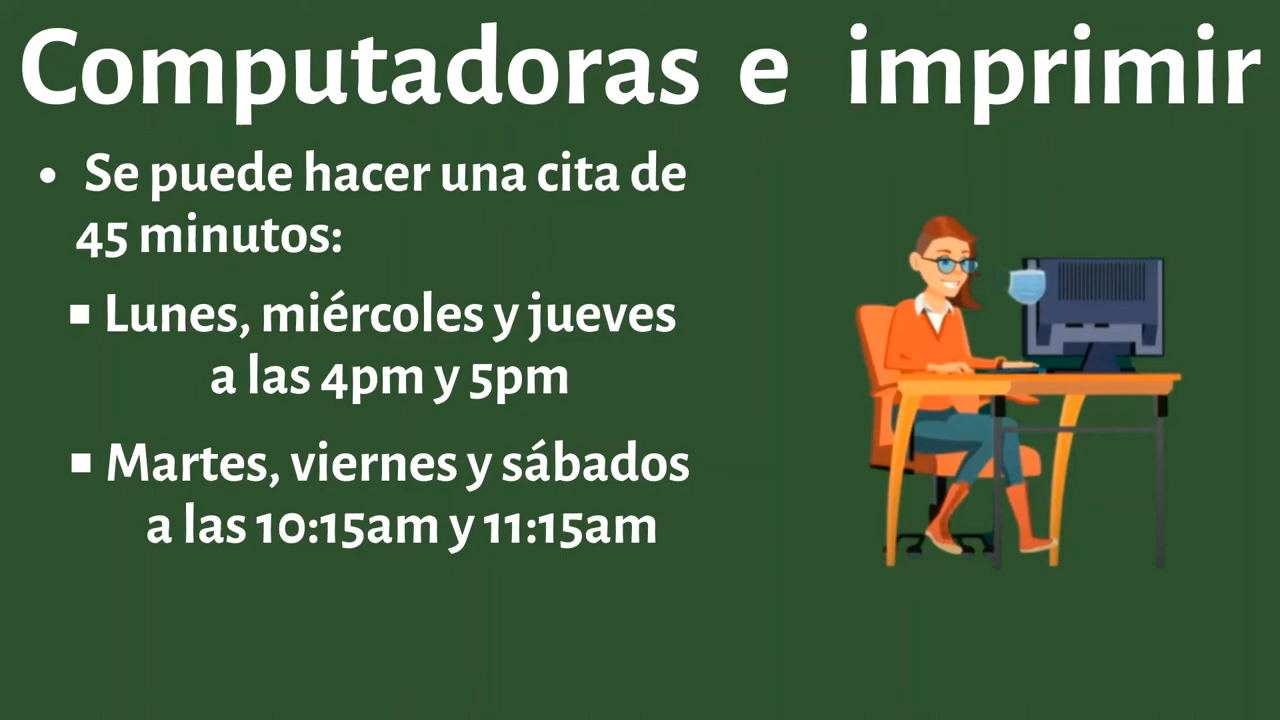 Computadoras e imprimir
• Se puede hacer una cita de
45 minutos:
▪ Lunes, miércoles y jueves
a las 4pm y 5pm
▪ Martes, viernes y sábados
a las 10:15am y 11:15am